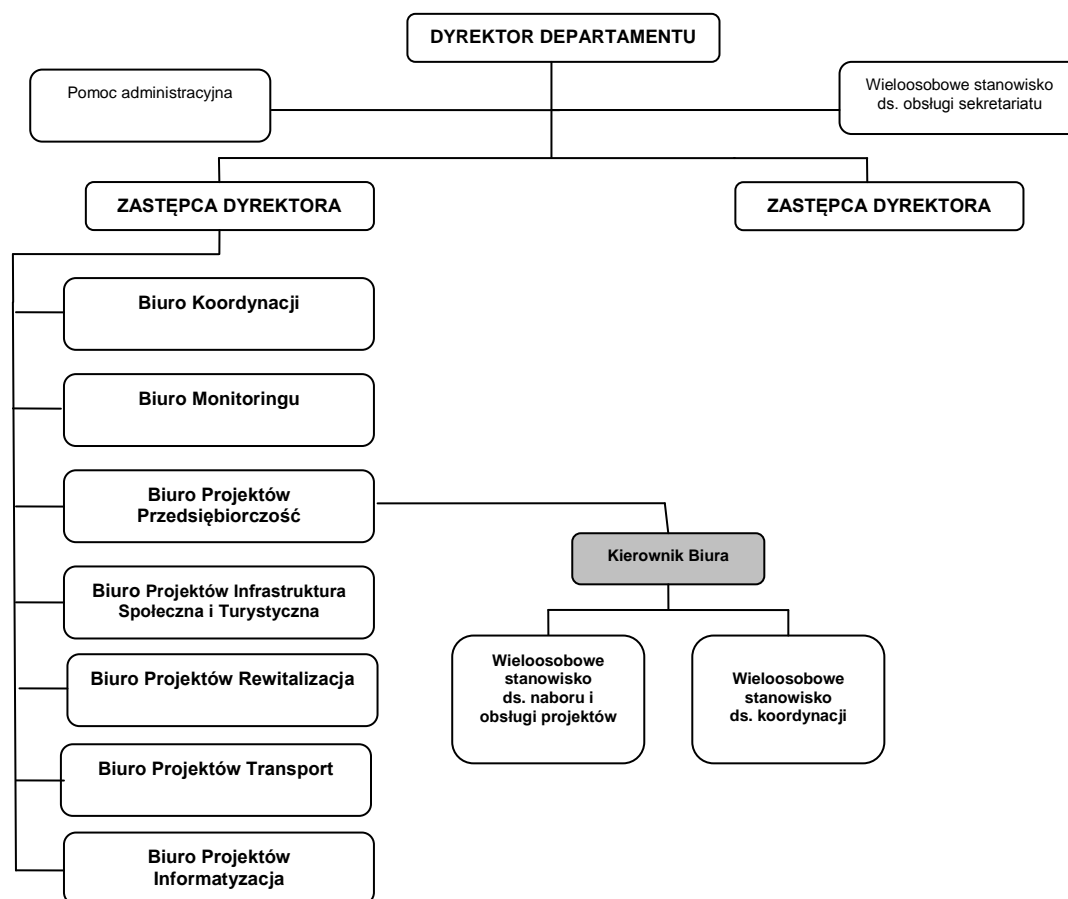 DYREKTOR DEPARTAMENTU
Pomoc administracyjna
Wieloosobowe stanowisko
ds. obsługi sekretariatu
ZASTĘPCA DYREKTORA
ZASTĘPCA DYREKTORA
Biuro Koordynacji
Biuro Monitoringu
Biuro Projektów
Przedsiębiorczość
Kierownik Biura
Biuro Projektów Infrastruktura
Społeczna i Turystyczna
Wieloosobowe
stanowisko
ds. naboru i
obsługi projektów
Wieloosobowe
stanowisko
ds. koordynacji
Biuro Projektów Rewitalizacja
Biuro Projektów Transport
Biuro Projektów
Informatyzacja